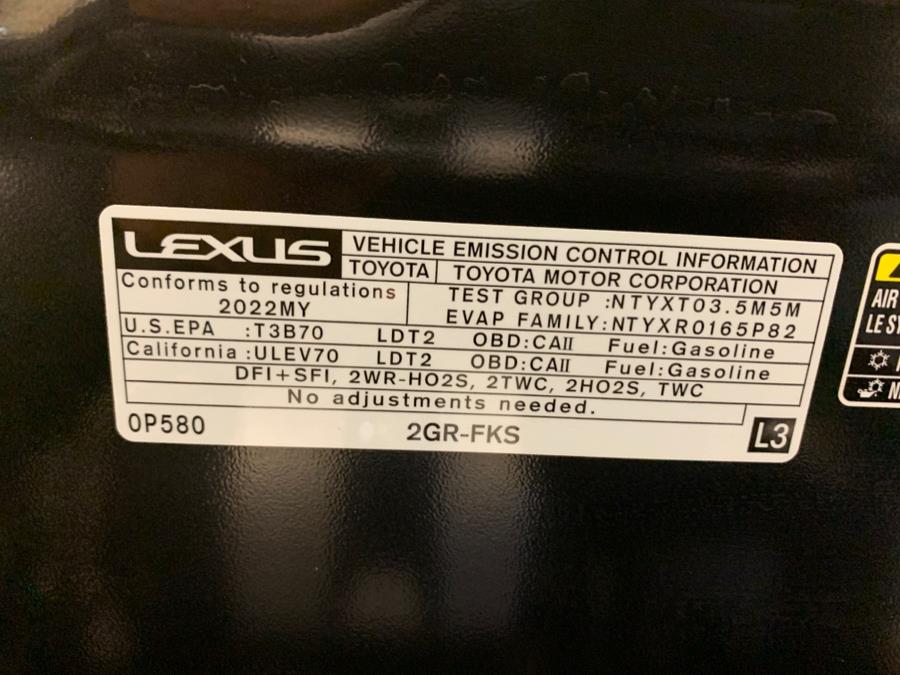 LEXUS
VEHICLE EMISSION CONTROL INFORMATION
TOYOTA TOYOTA MOTOR CORPORATION
Conforms to regulations
2022MY
TEST GROUP :NTYXT03.5M5M
EVAP FAMILY:NTYXR0165P82
U.S.EPA :T3B70 LDT2 OBD:CAII Fuel:Gasoline
California :ULEV70 LDT2 OBD:CAII Fuel:Gasoline
DFI+SFI, 2WR-HO2S, 2TWC, 2HO2S, TWC
No adjustments needed.
0P580 2GR-FKS L3
AIR
LE SY